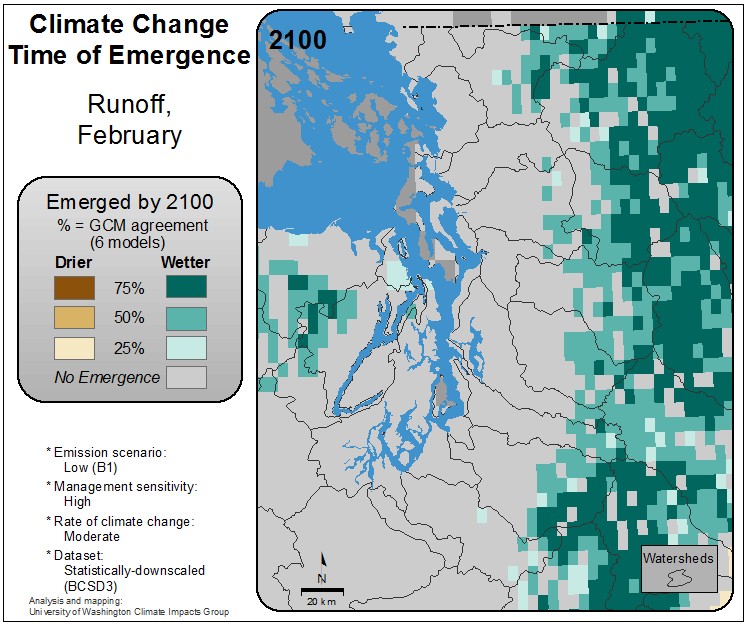 Climate Change
Time of Emergence
Runoff,
February
Emerged by 2100
% = GCM agreement
(6 models)
Drier Wetter
75%
50%
25%
No Emergence
* Emission scenario:
Low (B1)
* Management sensitivity:
High
* Rate of climate change:
Moderate
* Dataset:
Statistically-downscaled
(BCSD3)
Analysis and mapping:
University of Washington Climate Impacts Group
2100
N
20 km
Watersheds